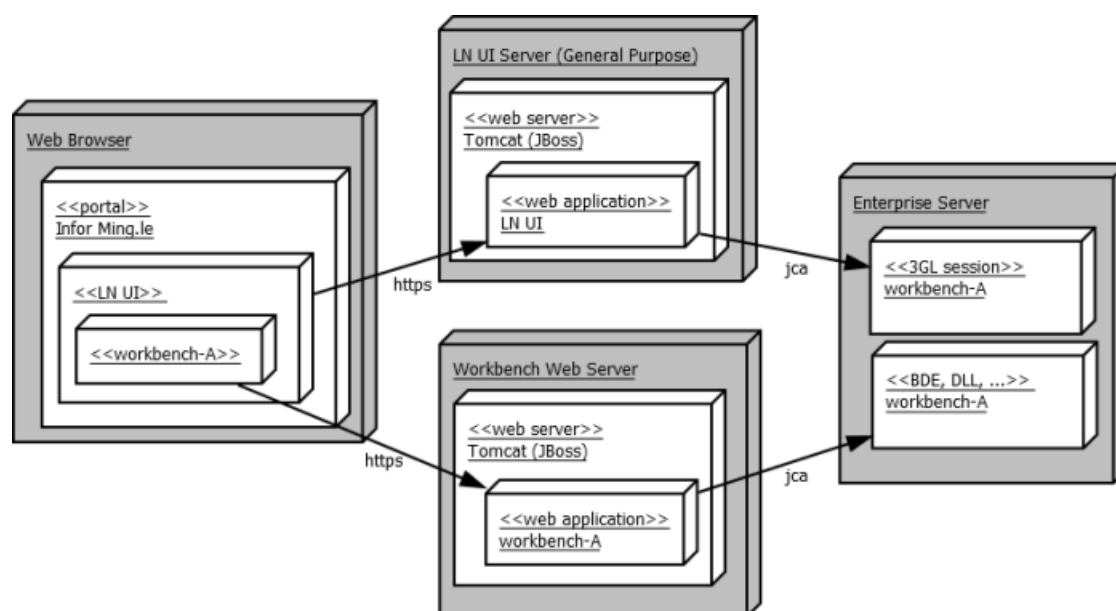 Web Browser
<<portal>>
Infor Ming.le
<<LN UI>>
<<workbench-A>>
https
https
LN UI Server (General Purpose)
<<web server>>
Tomcat (JBoss)
<<web application>>
LN UI
jca
Workbench Web Server
<<web server>>
Tomcat (JBoss)
<<web application>>
workbench-A
jca
Enterprise Server
<<3GL session>>
workbench-A
<<BDE, DLL, ...>>
workbench-A